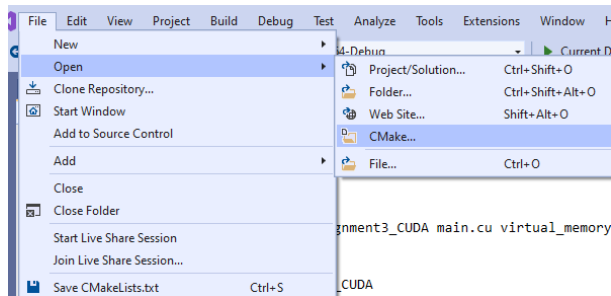 File Edit View Project Build Debug Test Analyze Tools Extensions Window
New
64-Debug
Current
Open
Project/Solution... Ctrl+Shift+O
Clone Repository...
Folder... Ctrl+Shift+Alt+O
Start Window
Web Site... Shift+Alt+O
Add to Source Control
CMake...
Add
File... Ctrl+O
Close
Close Folder
gnment3_CUDA main.cu virtual_memory
Start Live Share Session
Join Live Share Session...
Save CMakeLists.txt Ctrl+S
_CUDA